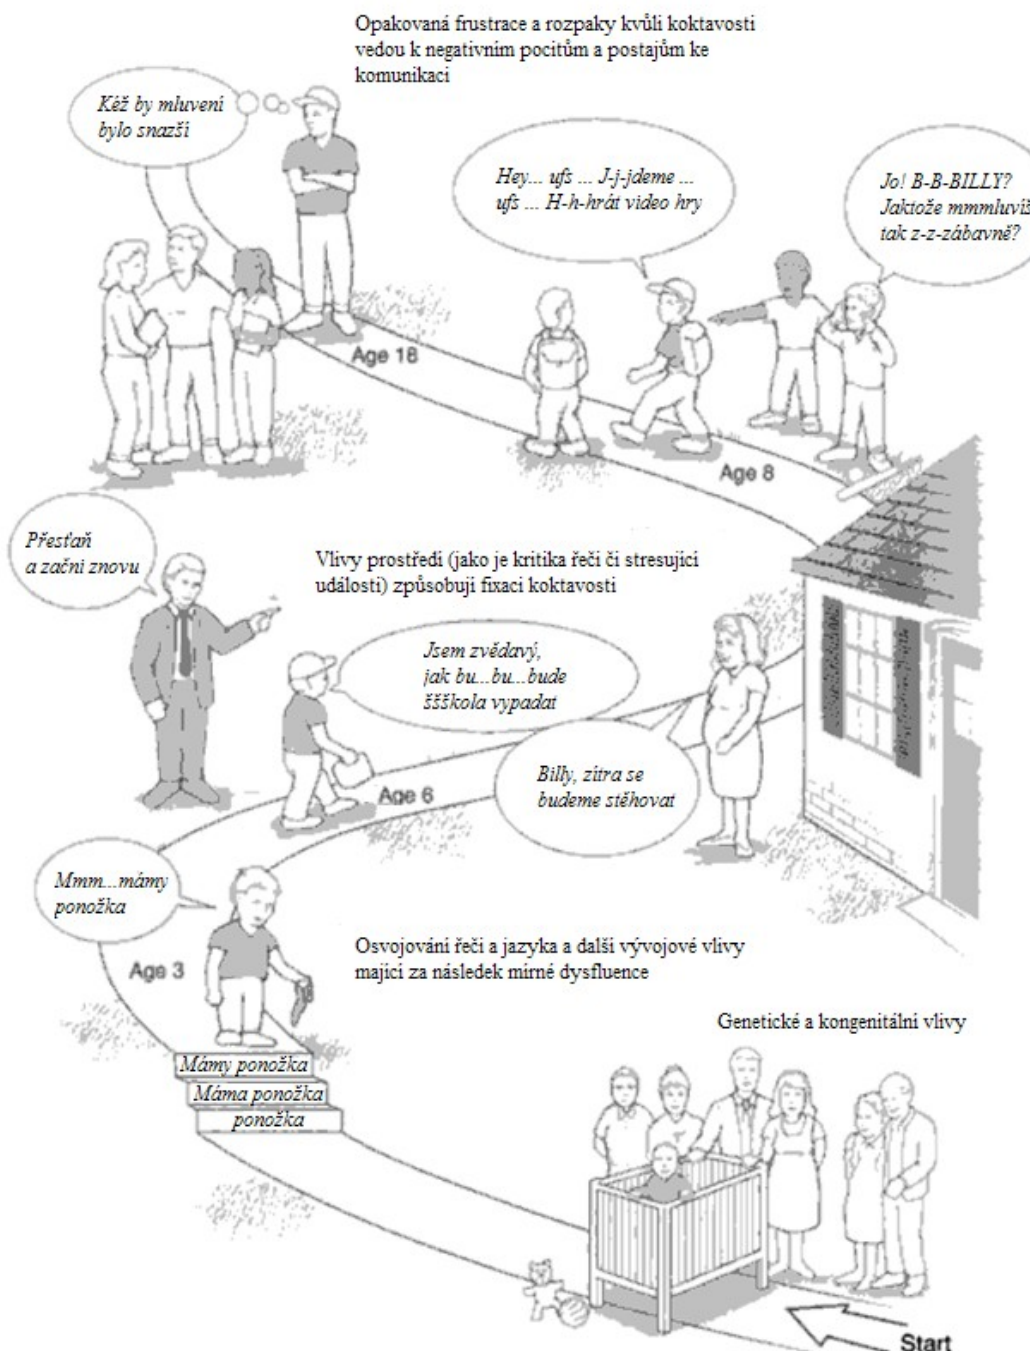 Opakovaná frustrace a rozpaky kvůli koktavosti
vedou k negativním pocitům a postajům ke
komunikaci
Kéž by mluvení
bylo snazší
Hey... ufs ... J-j-jdeme ...
ufs ... H-h-hrát video hry
Jo! B-B-BILLY?
Jaktože mmmluvíš
tak z-z-zábavně?
Age 18
Age 8
Přesťaň
a začni znovu
Vlivy prostředí (jako je kritika řeči či stresující
události) způsobují fixaci koktavosti
Jsem zvědavý,
jak bu...bu...bude
ššškola vypadat
Billy, zítra se
budeme stěhovat
Age 6
Mmm...mámy
ponožka
Age 3
Osvojování řeči a jazyka a další vývojové vlivy
mající za následek mírné dysfluence
Genetické a kongenitální vlivy
Mámy ponožka
Máma ponožka
ponožka
Start